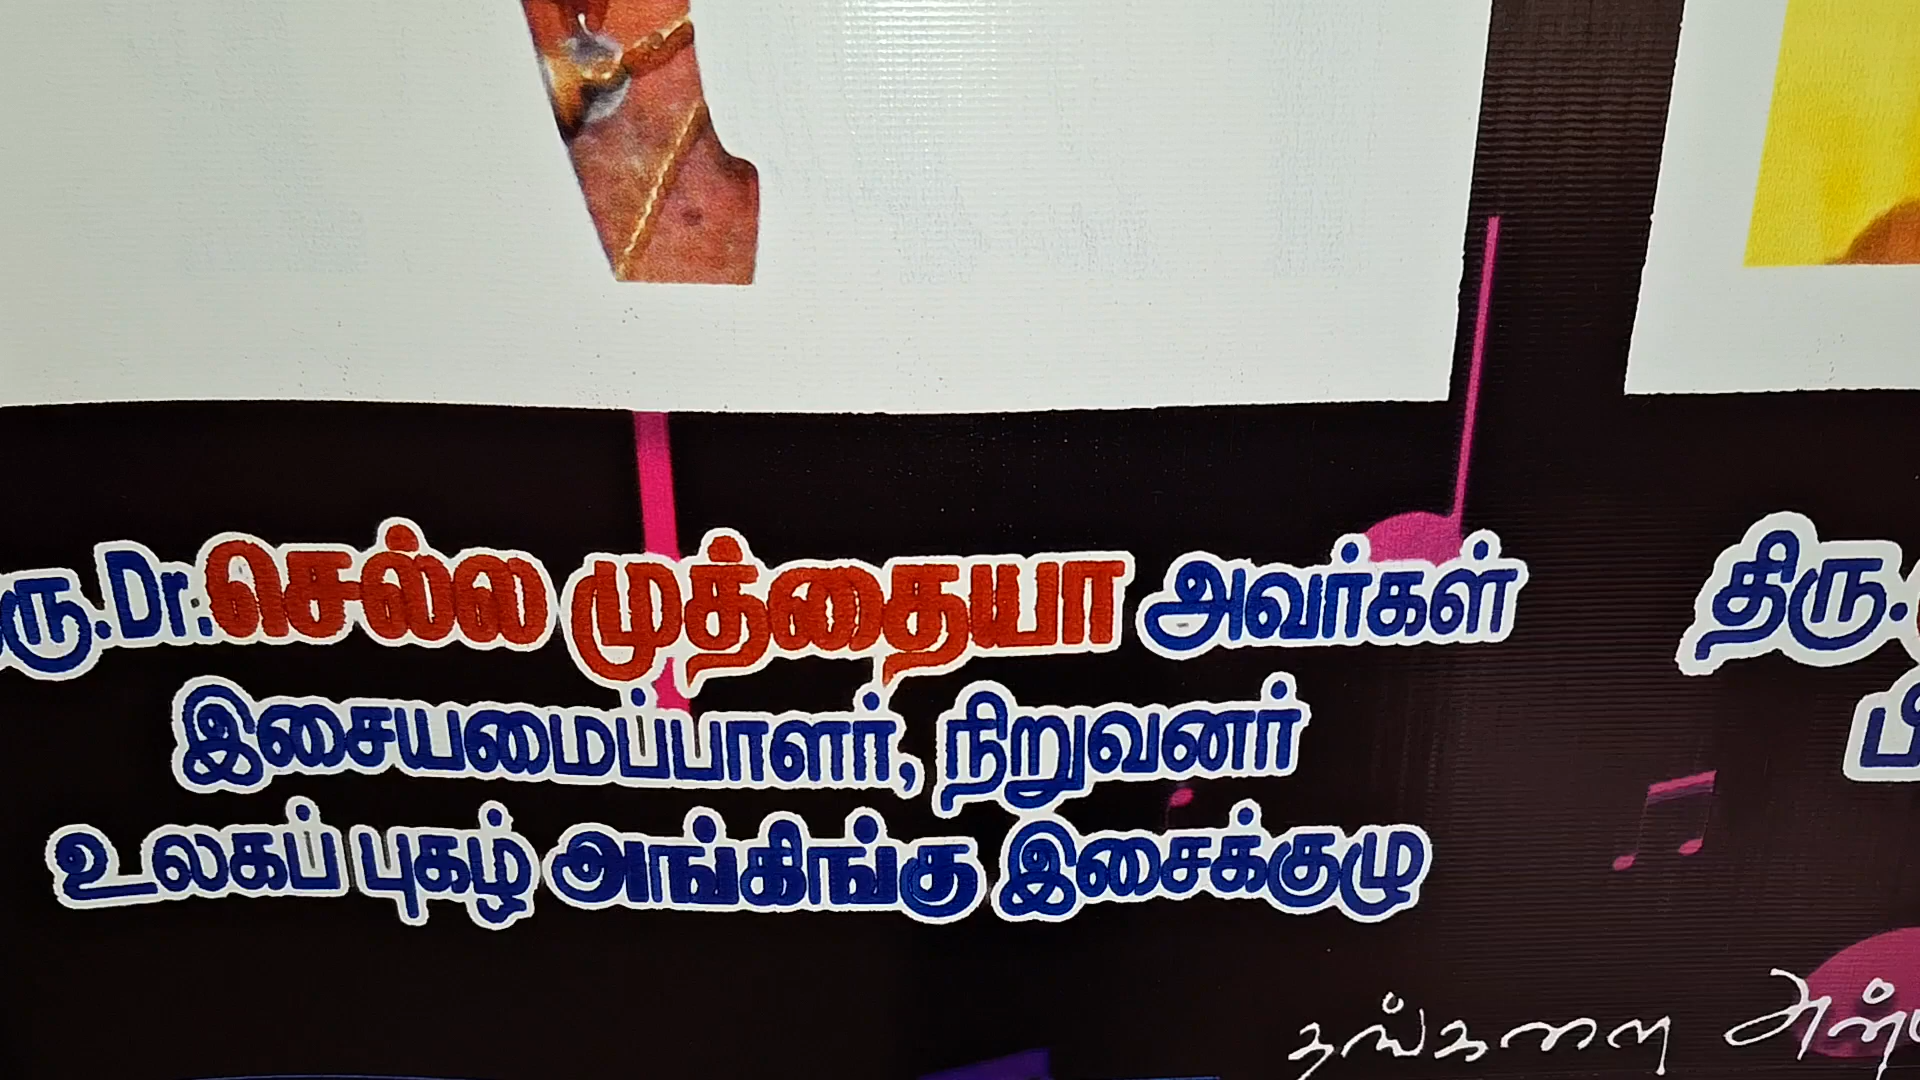 திரு.Dr.செல்ல முத்தையா அவர்கள்
இசையமைப்பாளர், நிறுவனர்
உலகப் புகழ் அங்கிங்கு இசைக்குழு
திரு.
தங்களை